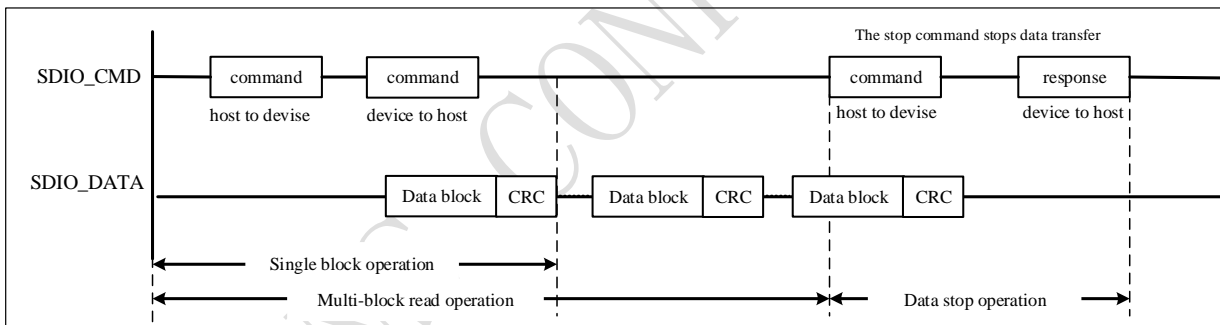 The stop command stops data transfer
SDIO_CMD command command command response
host to devise device to host host to devise device to host
SDIO_DATA Data block CRC Data block CRC Data block CRC
Single block operation
Multi-block read operation Data stop operation